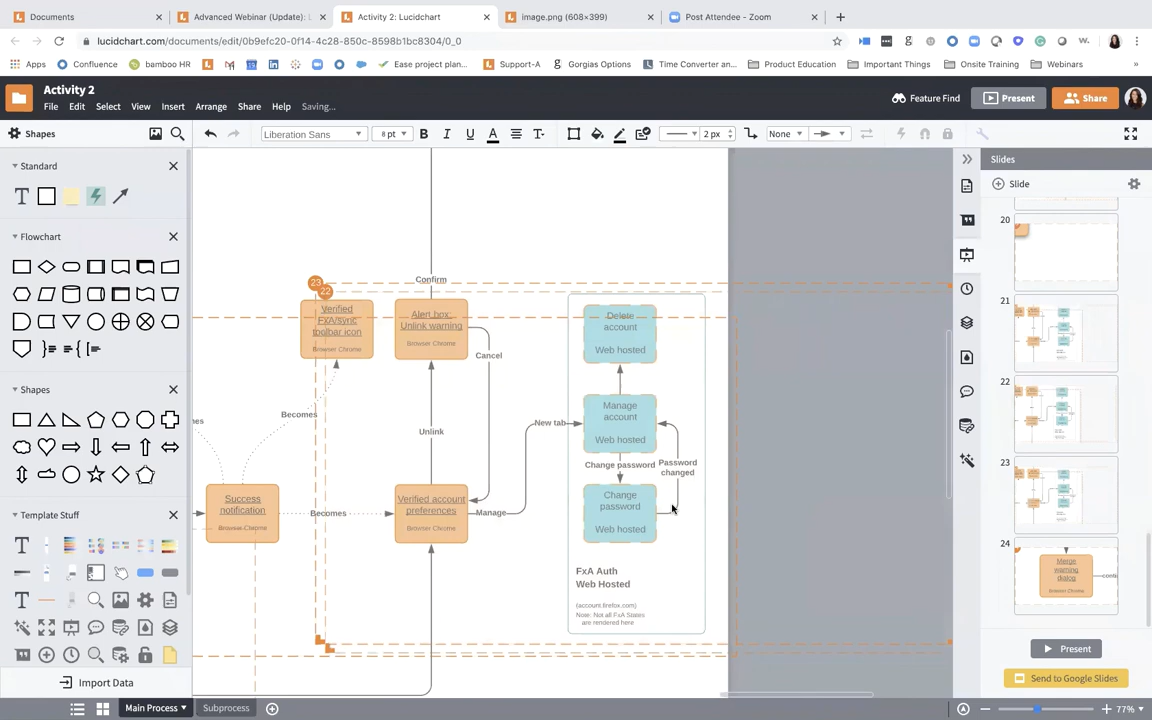 Documents
Advanced Webinar (Update): L
Activity 2: Lucidchart
image.png (608×399)
Post Attendee - Zoom
lucidchart.com/documents/edit/0b9efc20-0f14-4c28-850c-8598b1bc8304/0_0
Apps
Confluence
bamboo HR
Ease project plan...
Support-A
Gorgias Options
Time Converter an...
Product Education
Important Things
Onsite Training
Webinars
»
Activity 2
File Edit Select View Insert Arrange Share Help Saving...
Feature Find
Present
Share
Shapes
Liberation Sans
8 pt
B I U A
2 px
None
Slides
Standard
T
Slide
Flowchart
20
21
22
23
24
Shapes
Template Stuff
T
T
Import Data
Confirm
23
22
Verified
FxA/sync
toolbar icon
Browser Chrome
Alert box:
Unlink warning
Browser Chrome
Cancel
Delete
account
Web hosted
Becomes
Unlink
New tab
Manage
account
Web hosted
Change password
Password
changed
Success
notification
Browser Chrome
Becomes
Verified account
preferences
Browser Chrome
Manage
Change
password
Web hosted
FxA Auth
Web Hosted
(account.firefox.com)
Note: Not all FxA States
are rendered here
Merge
warning
dialog
Browser Chrome
Present
Send to Google Slides
Main Process
Subprocess
77%